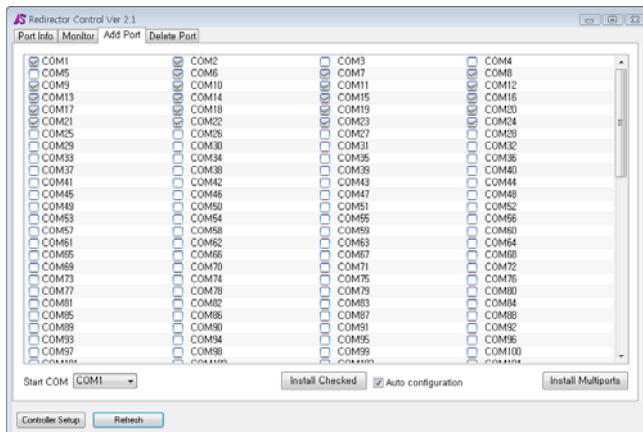 Redirector Control Ver 2.1
Port Info Monitor Add Port Delete Port
COM1 COM2 COM3 COM4
COM5 COM6 COM7 COM8
COM9 COM10 COM11 COM12
COM13 COM14 COM15 COM16
COM17 COM18 COM19 COM20
COM21 COM22 COM23 COM24
COM25 COM26 COM27 COM28
COM29 COM30 COM31 COM32
COM33 COM34 COM35 COM36
COM37 COM38 COM39 COM40
COM41 COM42 COM43 COM44
COM45 COM46 COM47 COM48
COM49 COM50 COM51 COM52
COM53 COM54 COM55 COM56
COM57 COM58 COM59 COM60
COM61 COM62 COM63 COM64
COM65 COM66 COM67 COM68
COM69 COM70 COM71 COM72
COM73 COM74 COM75 COM76
COM77 COM78 COM79 COM80
COM81 COM82 COM83 COM84
COM85 COM86 COM87 COM88
COM89 COM90 COM91 COM92
COM93 COM94 COM95 COM96
COM97 COM98 COM99 COM100
Start COM COM1 Install Checked Auto configuration Install Multiports
Controller Setup Refresh